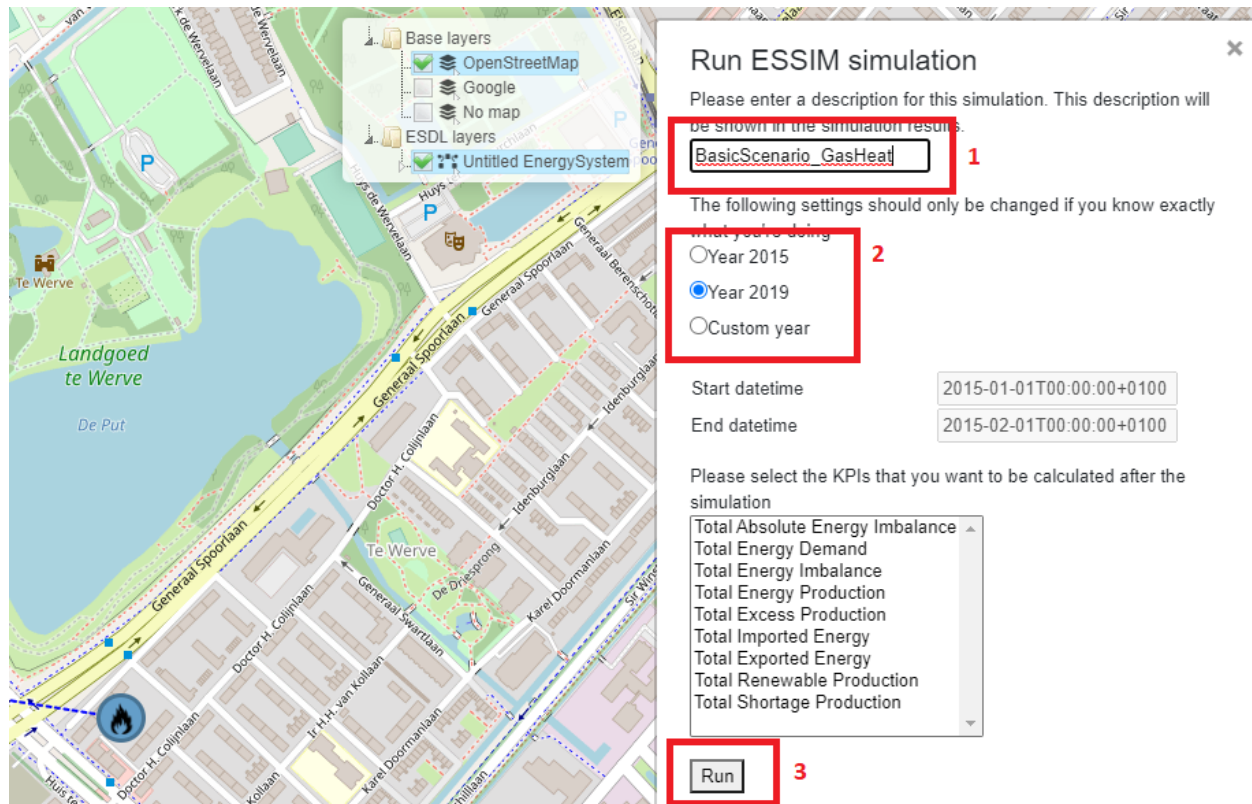 Base layers
OpenStreetMap
Google
No map
ESDL layers
Untitled EnergySystem
P
P
P
Te Werve
Landgoed
te Werve
De Put
Huys de Wervelaan
Generaal Spoorlaan
Generaal Spoorlaan
Generaal Spoorlaan
Generaal Spoorlaan
Generaal Spoorlaan
Idenburglaan
Idenburglaan
Doctor H. Colijnlaan
Doctor H. Colijnlaan
Doctor H. Colijnlaan
Te Werve
De Driesprong
Generaal Swartlaan
Karel Doormanlaan
Karel Doormanlaan
Ir H.H. van Kollaan
Run ESSIM simulation
×
Please enter a description for this simulation. This description will
be shown in the simulation results.
BasicScenario_GasHeat
1
The following settings should only be changed if you know exactly
what you're doing
2
Year 2015
Year 2019
Custom year
Start datetime 2015-01-01T00:00:00+0100
End datetime 2015-02-01T00:00:00+0100
Please select the KPIs that you want to be calculated after the
simulation
Total Absolute Energy Imbalance
Total Energy Demand
Total Energy Imbalance
Total Energy Production
Total Excess Production
Total Imported Energy
Total Exported Energy
Total Renewable Production
Total Shortage Production
Run
3